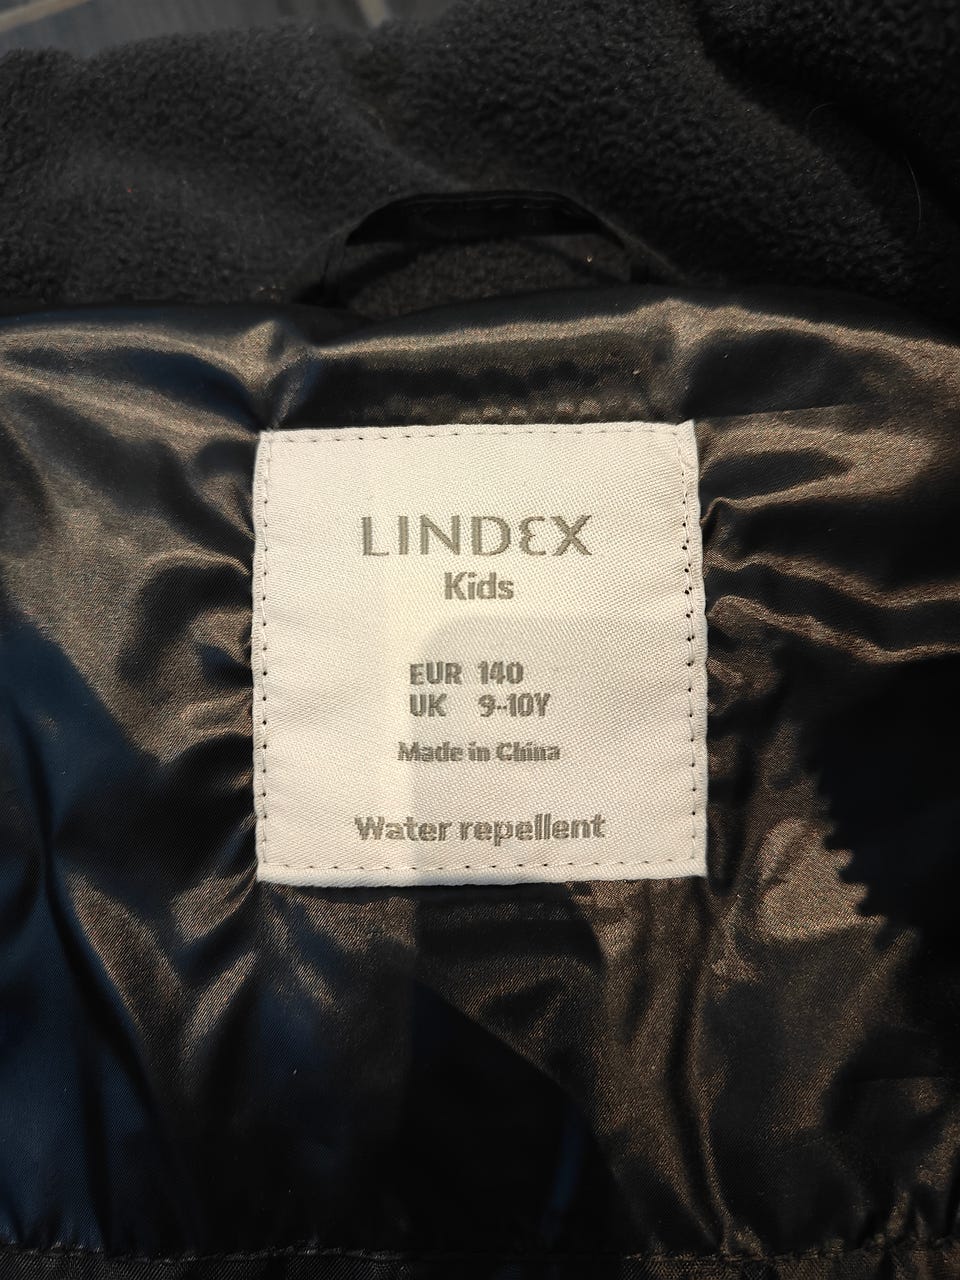 LINDEX
Kids
EUR 140
UK 9-10Y
Made in China
Water repellent